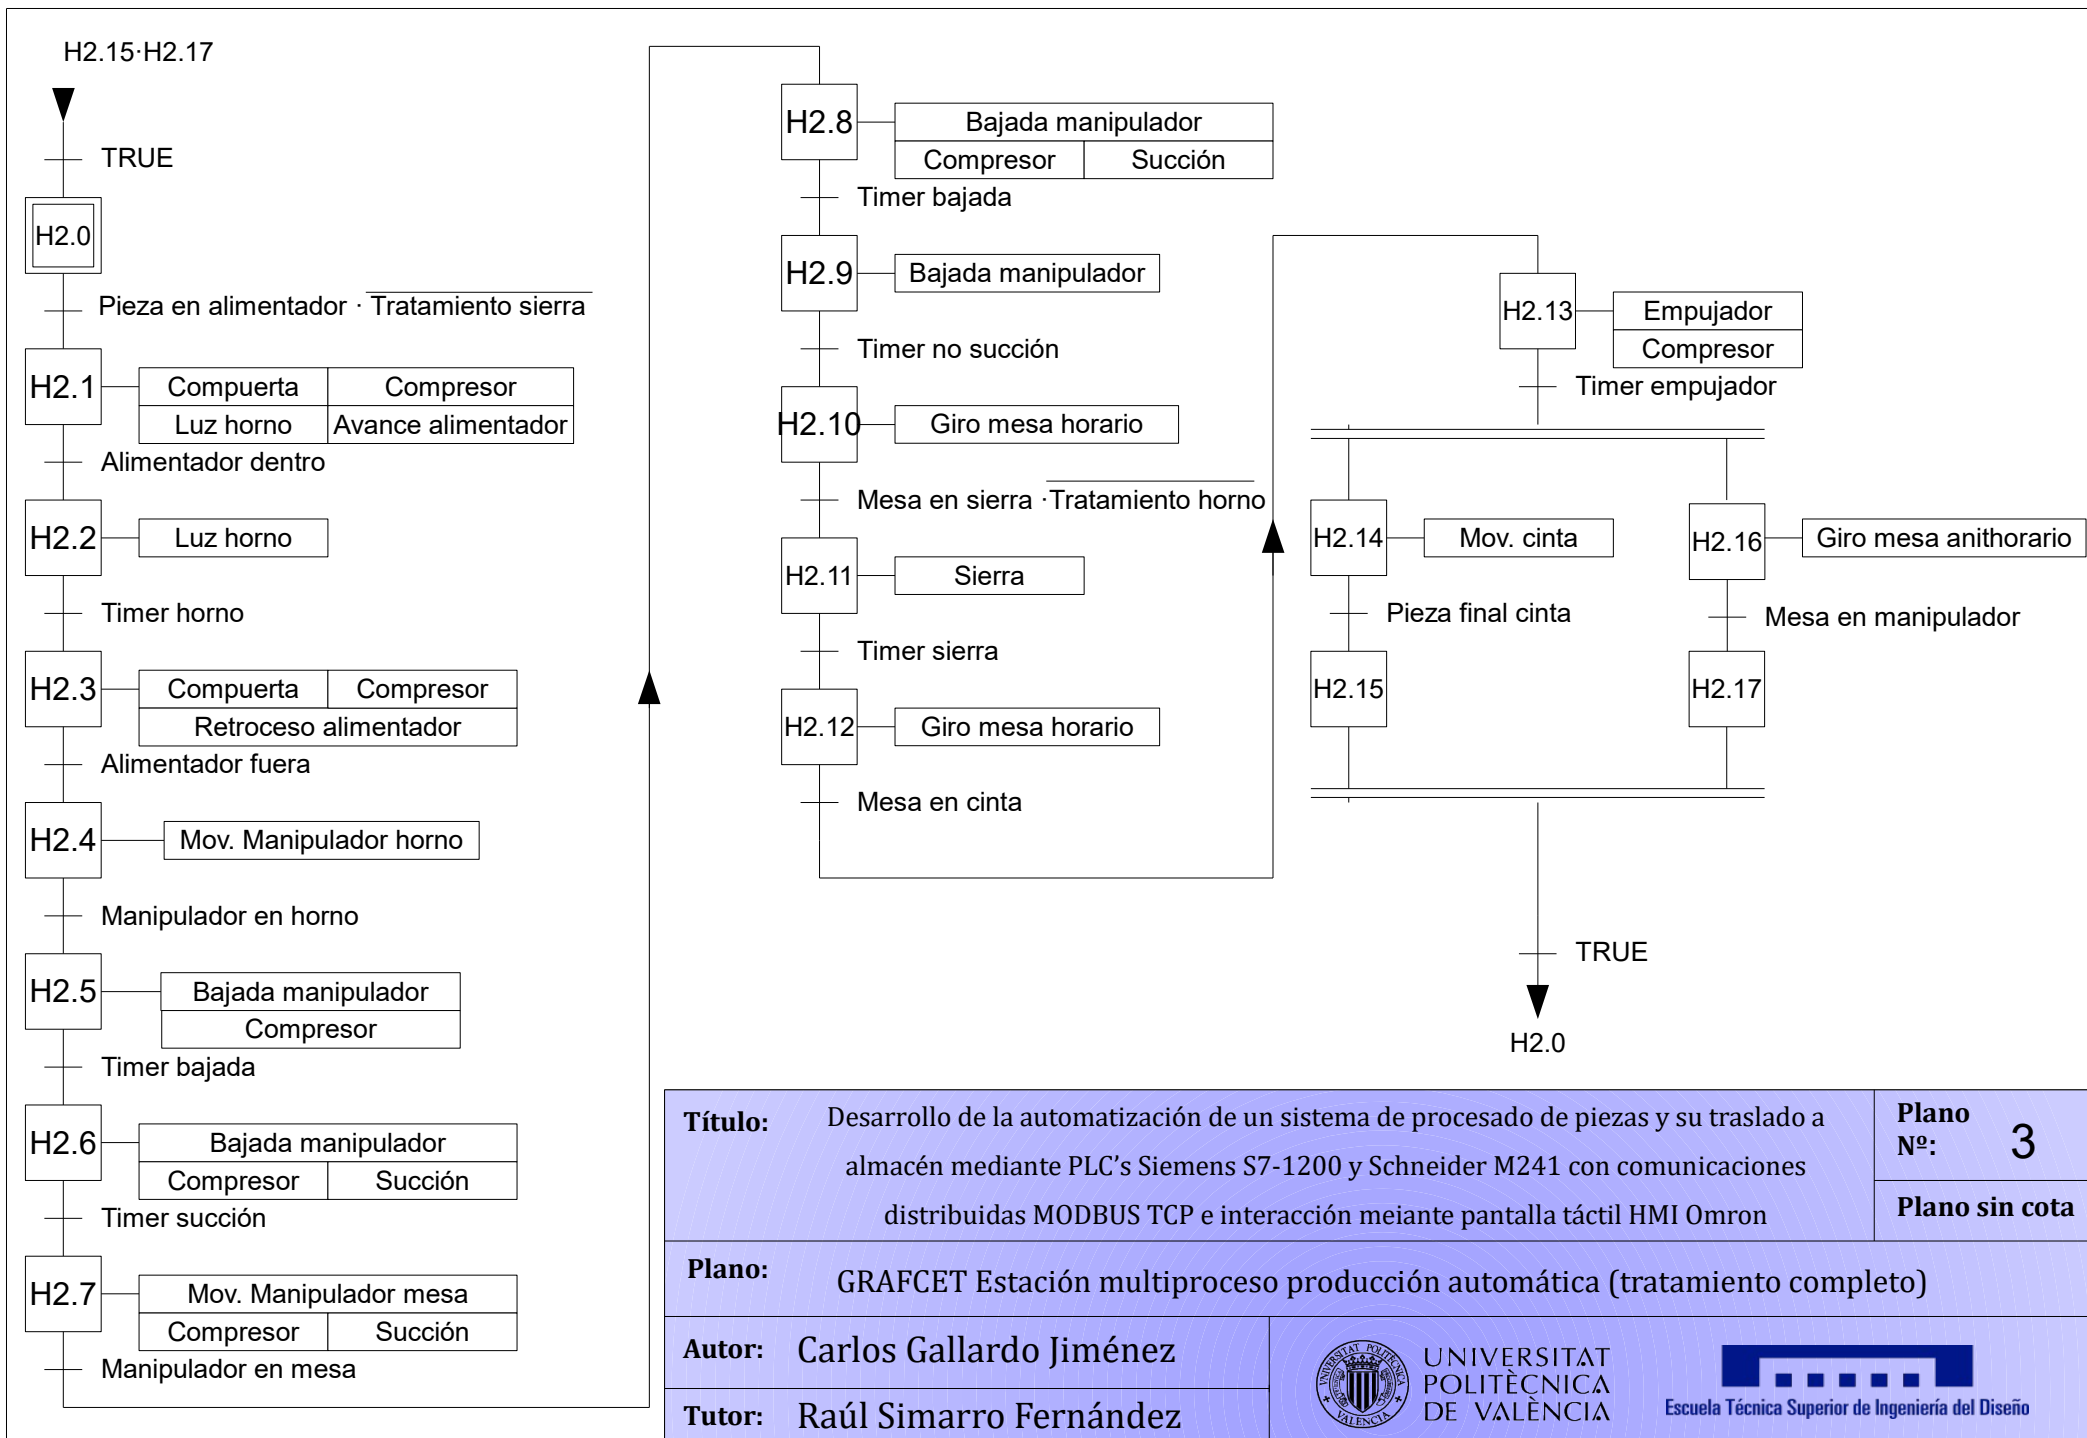 H2.15·H2.17
TRUE
H2.0
Pieza en alimentador · Tratamiento sierra
H2.1
Compuerta
Compresor
Luz horno
Avance alimentador
Alimentador dentro
H2.2
Luz horno
Timer horno
H2.3
Compuerta
Compresor
Retroceso alimentador
Alimentador fuera
H2.4
Mov. Manipulador horno
Manipulador en horno
H2.5
Bajada manipulador
Compresor
Timer bajada
H2.6
Bajada manipulador
Compresor
Succión
Timer succión
H2.7
Mov. Manipulador mesa
Compresor
Succión
Manipulador en mesa
H2.8
Bajada manipulador
Compresor
Succión
Timer bajada
H2.9
Bajada manipulador
Timer no succión
H2.10
Giro mesa horario
Mesa en sierra ·Tratamiento horno
H2.11
Sierra
Timer sierra
H2.12
Giro mesa horario
Mesa en cinta
H2.13
Empujador
Compresor
Timer empujador
H2.14
Mov. cinta
Pieza final cinta
H2.15
H2.16
Giro mesa anithorario
Mesa en manipulador
H2.17
TRUE
H2.0
Título:
Desarrollo de la automatización de un sistema de procesado de piezas y su traslado a
almacén mediante PLC’s Siemens S7-1200 y Schneider M241 con comunicaciones
distribuidas MODBUS TCP e interacción meiante pantalla táctil HMI Omron
Plano
Nº:
3
Plano sin cota
Plano:
GRAFCET Estación multiproceso producción automática (tratamiento completo)
Autor:
Carlos Gallardo Jiménez
Tutor:
Raúl Simarro Fernández
VNIVERSITAT POLITECNICA
VALENCIA
UNIVERSITAT
POLITÈCNICA
DE VALÈNCIA
Escuela Técnica Superior de Ingeniería del Diseño